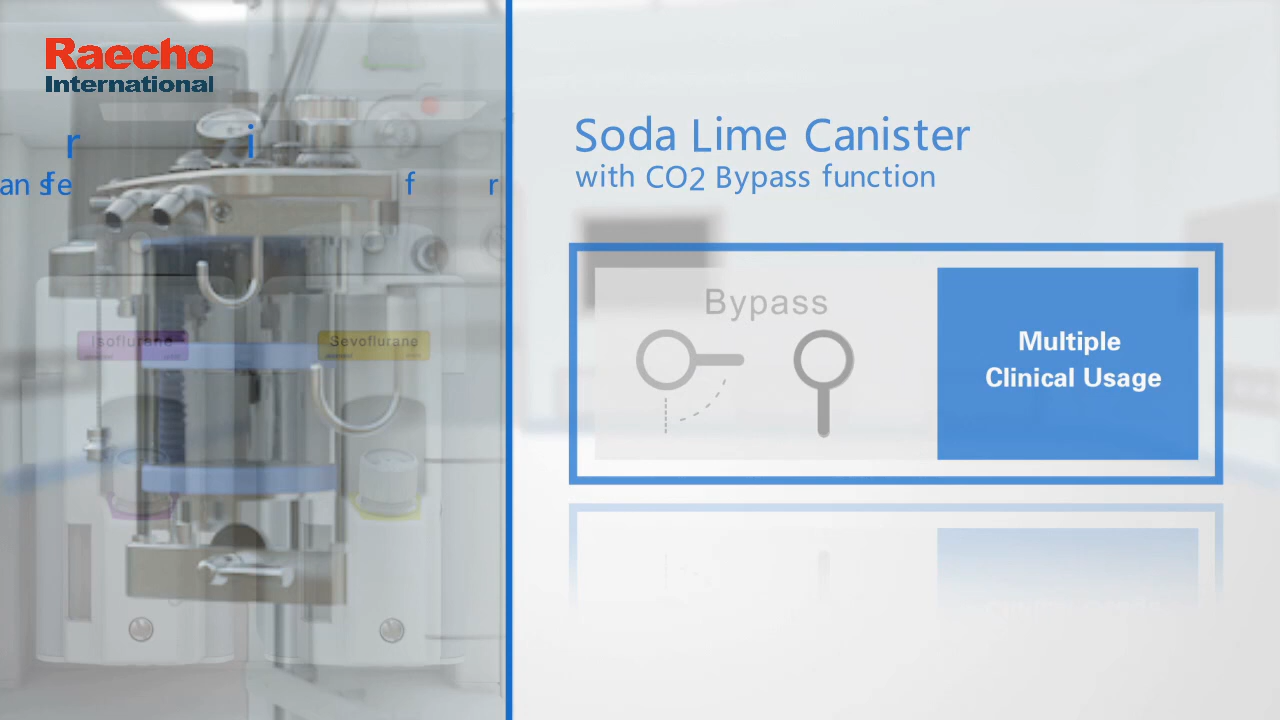 Raecho
International
Soda Lime Canister
with CO2 Bypass function
Bypass
Isoflurane
Sevoflurane
Multiple
Clinical Usage